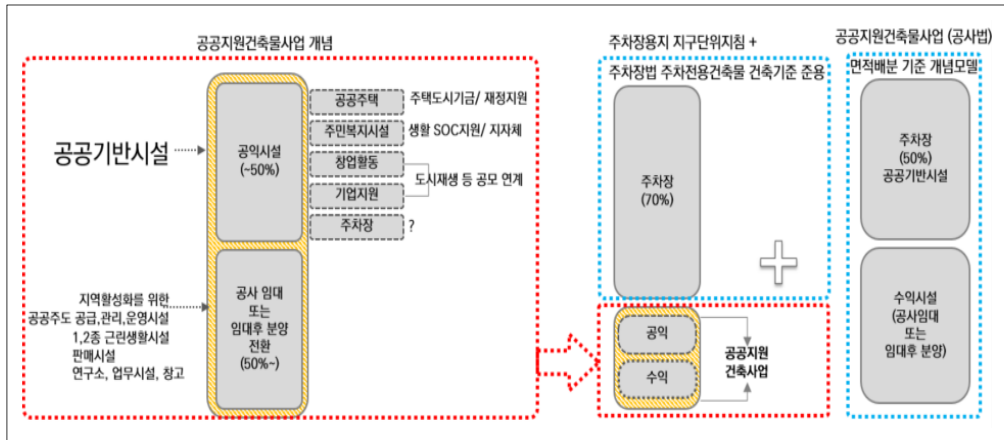 공공지원건축물사업 개념
공공기반시설
공익시설
(~50%)
공공주택
주택도시기금/ 재정지원
주민복지시설
생활 SOC지원/ 지자체
창업활동
기업지원
도시재생 등 공모 연계
주차장
?
지역활성화를 위한
공공주도 공급,관리,운영시설
1,2종 근린생활시설
판매시설
연구소, 업무시설, 창고
공사 임대
또는
임대후 분양
전환
(50%~)
주차장용지 지구단위지침 +
주차장법 주차전용건축물 건축기준 준용
주차장
(70%)
공익
수익
공공지원
건축사업
공공지원건축물사업 (공사법)
면적배분 기준 개념모델
주차장
(50%)
공공기반시설
수익시설
(공사임대
또는
임대후 분양)